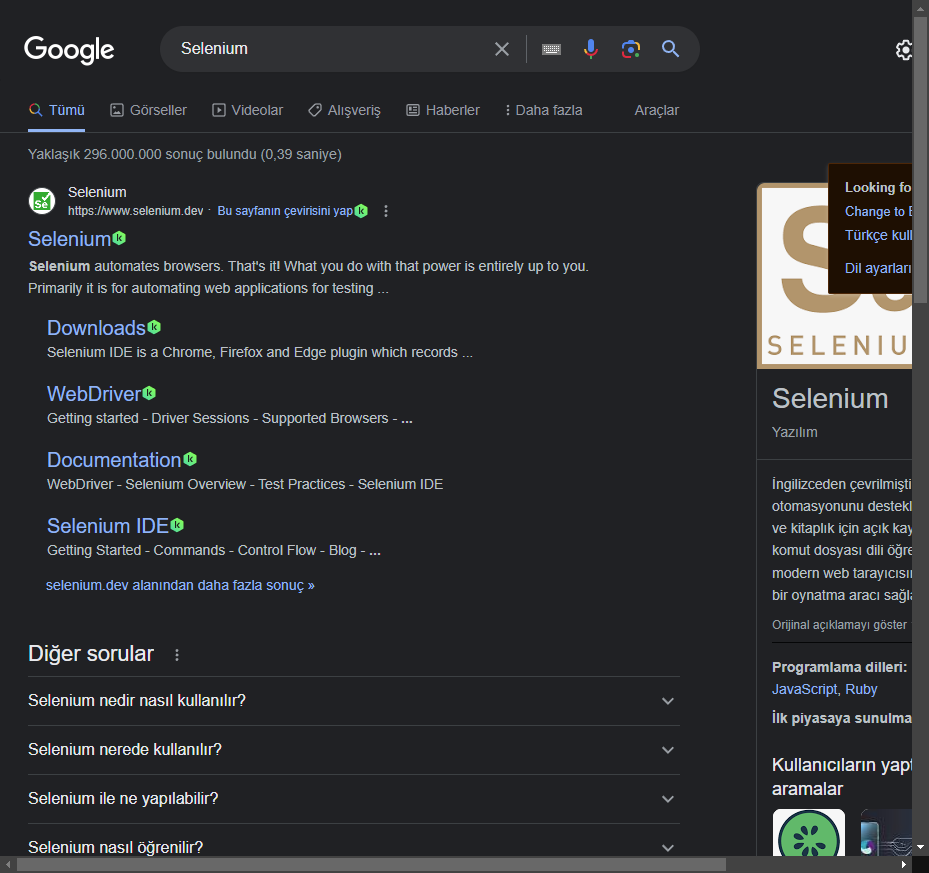 Google
Selenium
Tümü
Görseller
Videolar
Alışveriş
Haberler
Daha fazla
Araçlar
Yaklaşık 296.000.000 sonuç bulundu (0,39 saniye)
Selenium
https://www.selenium.dev · Bu sayfanın çevirisini yap
Selenium
Selenium automates browsers. That's it! What you do with that power is entirely up to you.
Primarily it is for automating web applications for testing ...
Downloads
Selenium IDE is a Chrome, Firefox and Edge plugin which records ...
WebDriver
Getting started - Driver Sessions - Supported Browsers - ...
Documentation
WebDriver - Selenium Overview - Test Practices - Selenium IDE
Selenium IDE
Getting Started - Commands - Control Flow - Blog - ...
selenium.dev alanından daha fazla sonuç »
Diğer sorular
Selenium nedir nasıl kullanılır?
Selenium nerede kullanılır?
Selenium ile ne yapılabilir?
Selenium nasıl öğrenilir?
Looking fo
Change to E
Türkçe kull
Dil ayarları
SELENIU
Selenium
Yazılım
İngilizceden çevrilmişti
otomasyonunu destekl
ve kitaplık için açık kay
komut dosyası dili öğre
modern web tarayıcısı
bir oynatma aracı sağla
Orijinal açıklamayı göster
Programlama dilleri:
JavaScript, Ruby
İlk piyasaya sunulma
Kullanıcıların yapt
aramalar